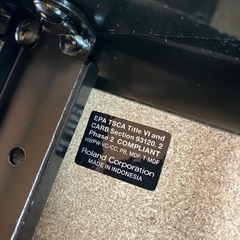 EPA TSCA Title VI and
CARB Section 93120. 2
Phase 2 COMPLIANT
HWPW-VC/CC, PB, MDF, T-MDF
Roland Corporation
MADE IN INDONESIA